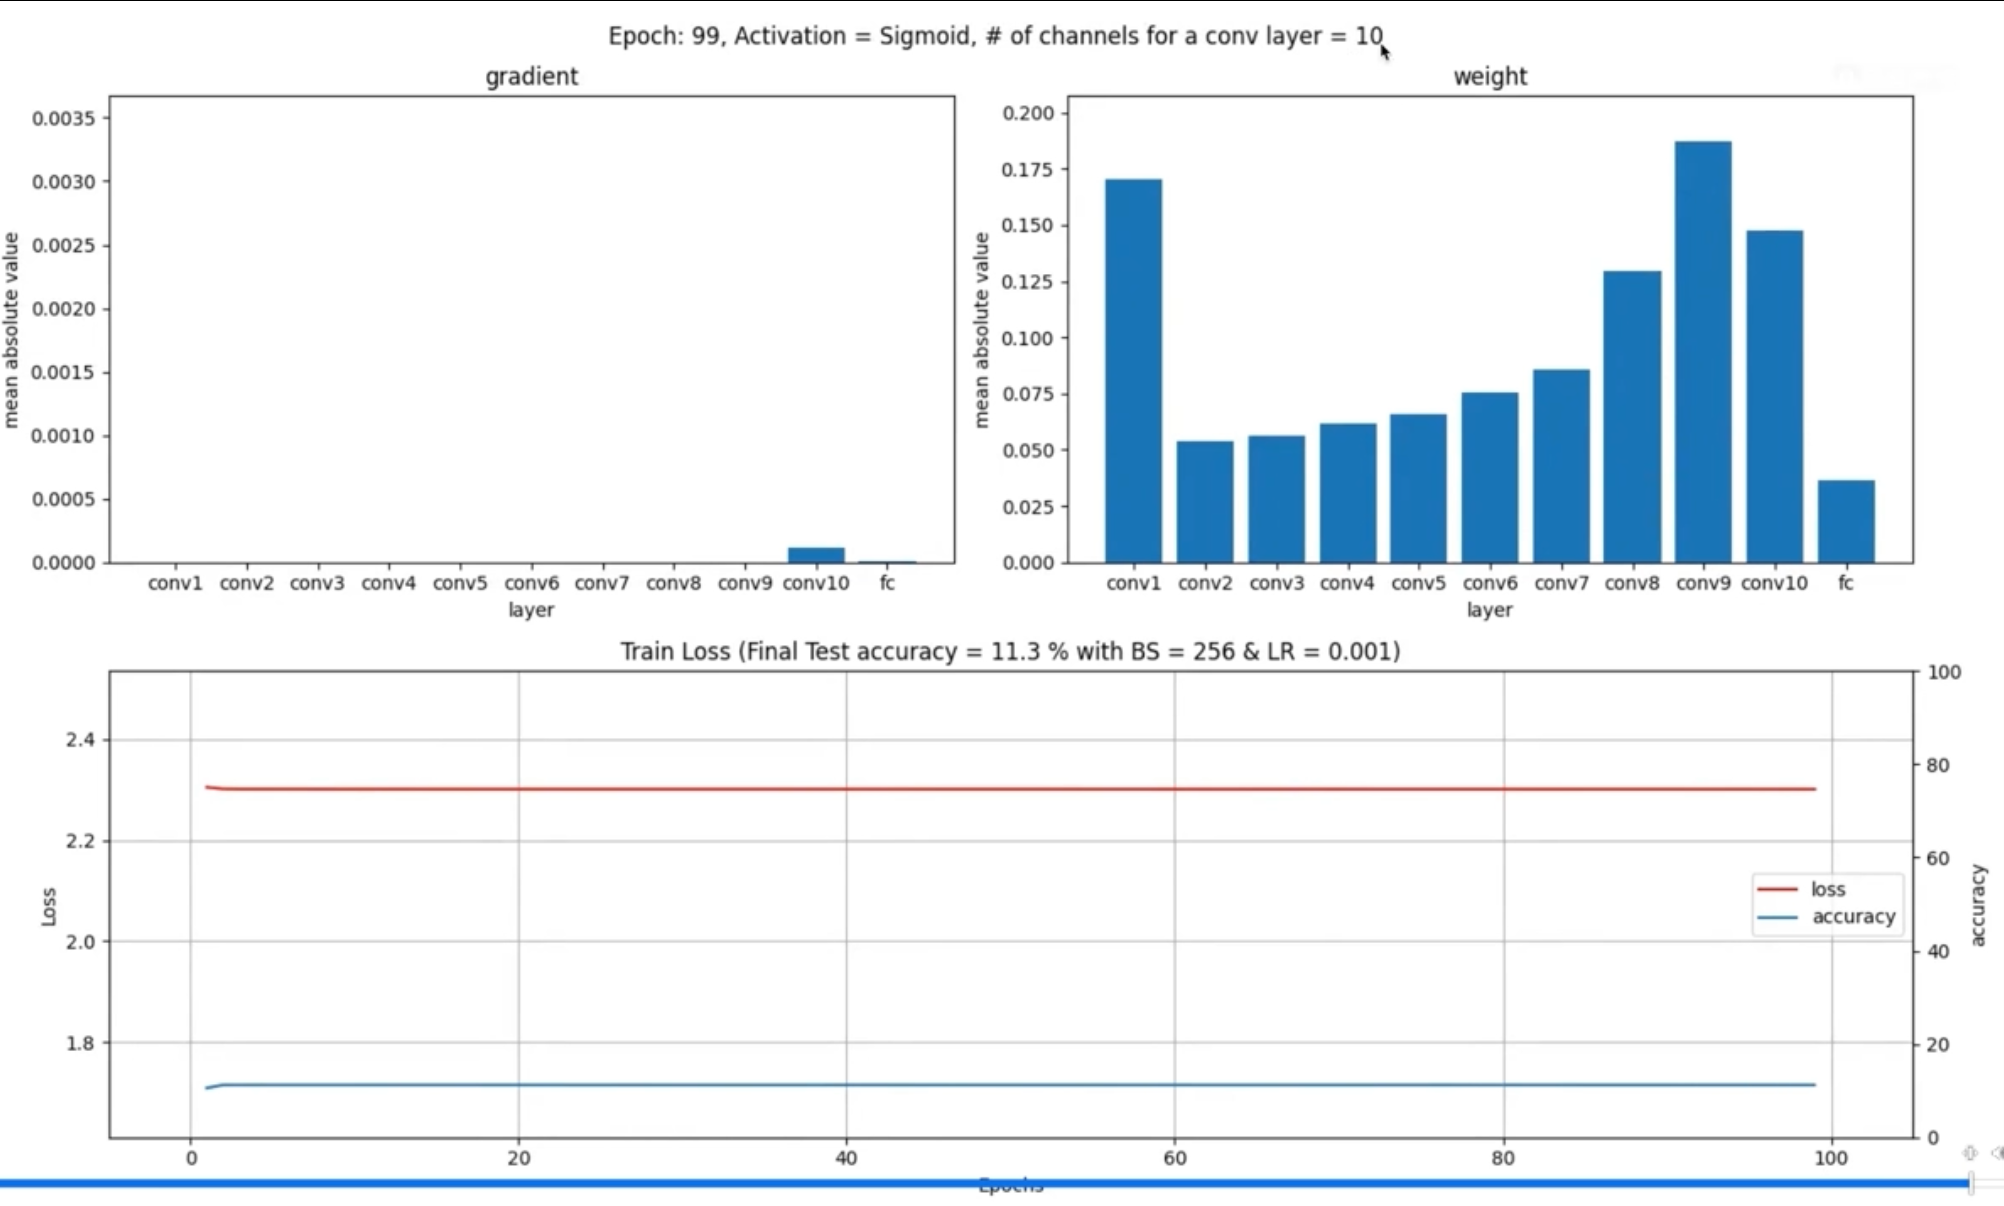 Epoch: 99, Activation = Sigmoid, # of channels for a conv layer = 10
gradient
0.0035
0.0030
0.0025
0.0020
0.0015
0.0010
0.0005
0.0000
mean absolute value
conv1 conv2 conv3 conv4 conv5 conv6 conv7 conv8 conv9 conv10 fc
layer
weight
0.200
0.175
0.150
0.125
0.100
0.075
0.050
0.025
0.000
mean absolute value
conv1 conv2 conv3 conv4 conv5 conv6 conv7 conv8 conv9 conv10 fc
layer
Train Loss (Final Test accuracy = 11.3 % with BS = 256 & LR = 0.001)
2.4
2.2
2.0
1.8
Loss
100
80
60
40
20
0
accuracy
loss
accuracy
0 20 40 60 80 100
Epochs